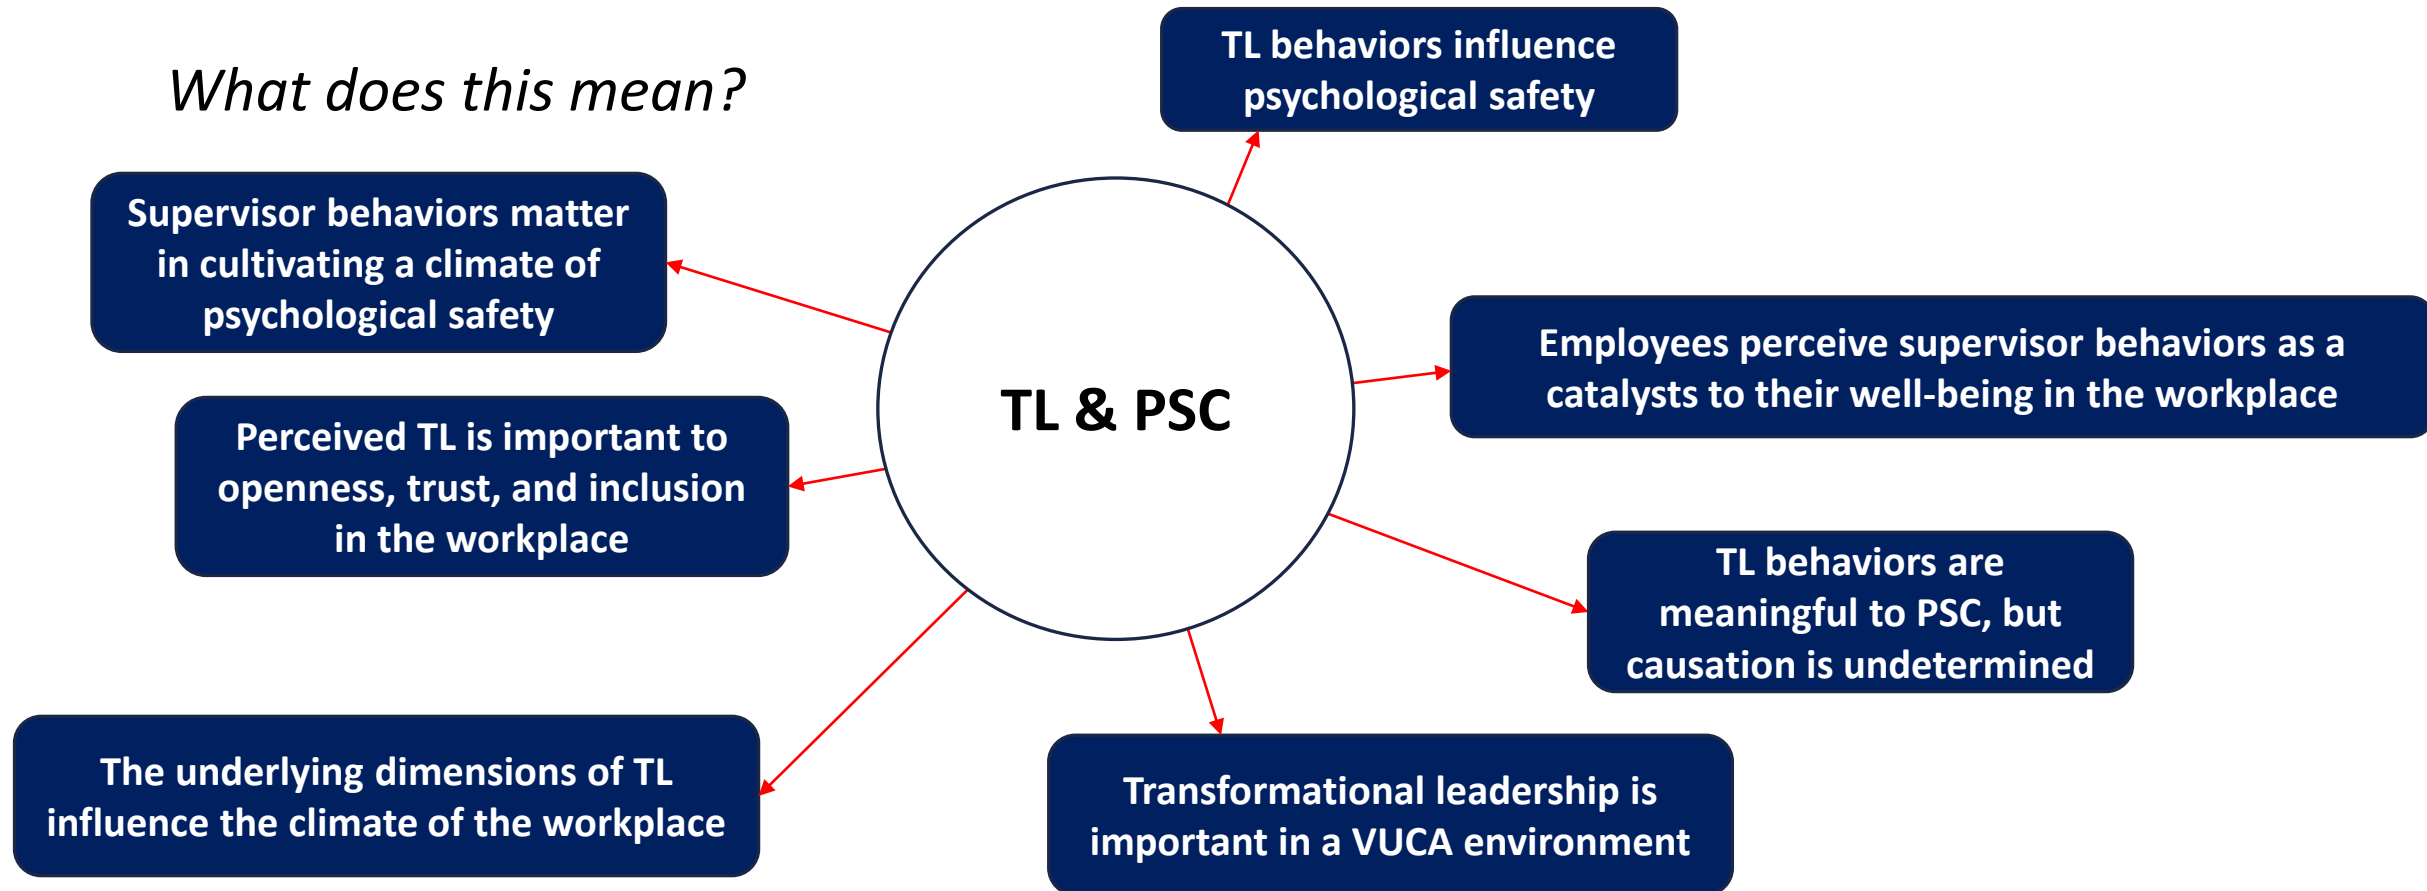 What does this mean?
TL behaviors influence
psychological safety
Supervisor behaviors matter
in cultivating a climate of
psychological safety
Employees perceive supervisor behaviors as a
catalysts to their well-being in the workplace
TL & PSC
Perceived TL is important to
openness, trust, and inclusion
in the workplace
TL behaviors are
meaningful to PSC, but
causation is undetermined
The underlying dimensions of TL
influence the climate of the workplace
Transformational leadership is
important in a VUCA environment